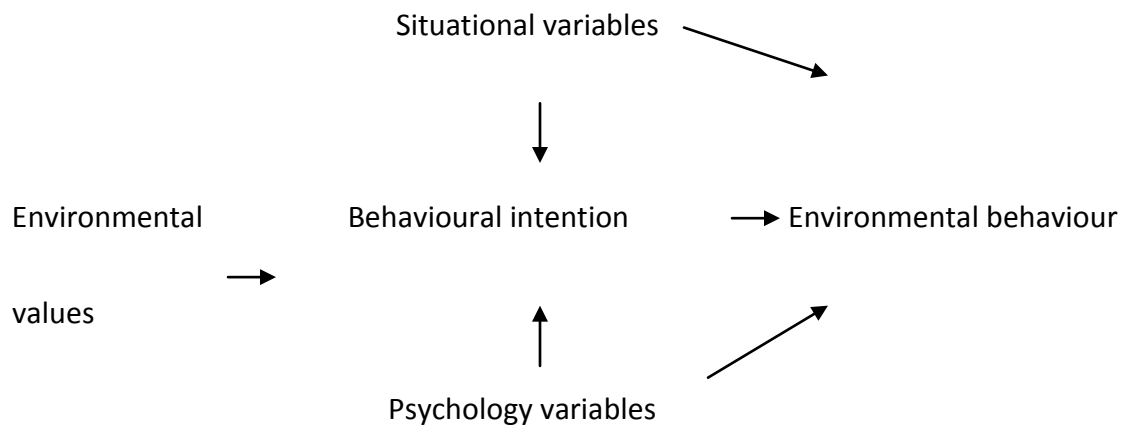 Situational variables
Environmental
values
Behavioural intention
Environmental behaviour
Psychology variables